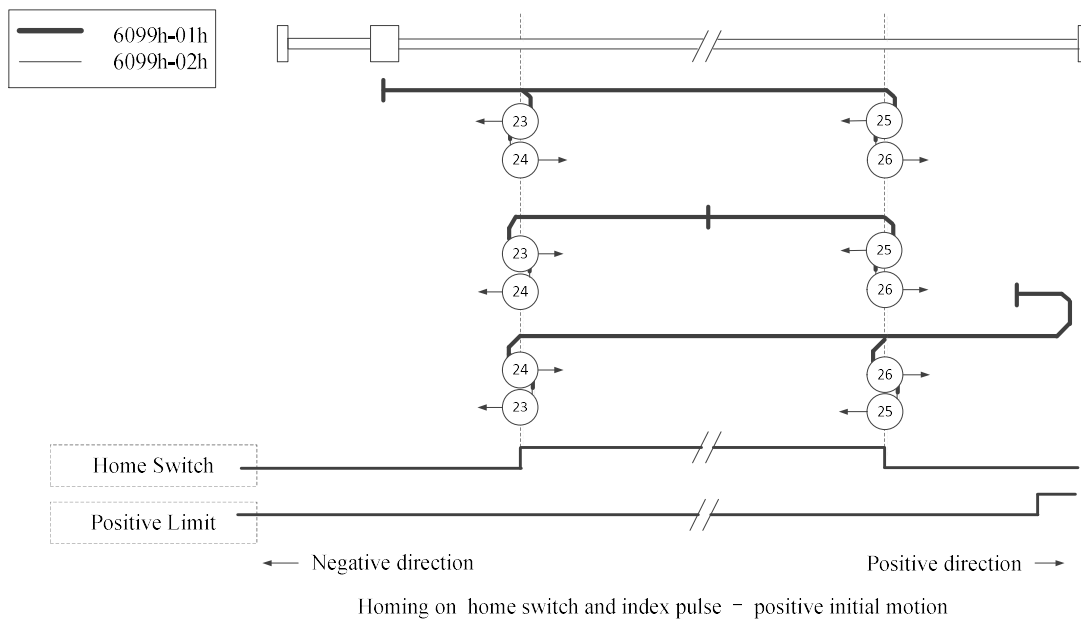 6099h-01h
6099h-02h
23
25
24
26
23
25
24
26
24
26
23
25
Home Switch
Positive Limit
Negative direction
Positive direction
Homing on home switch and index pulse − positive initial motion